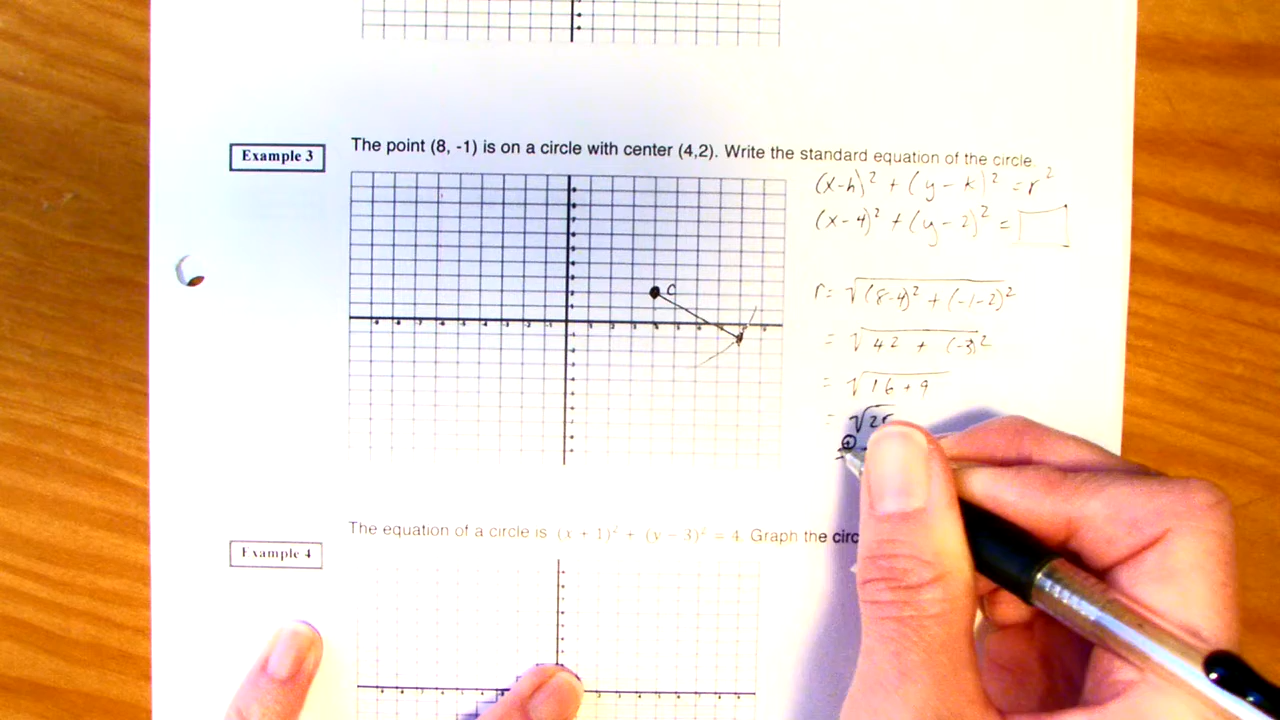 Example 3
The point (8, -1) is on a circle with center (4,2). Write the standard equation of the circle.
(x-h)² + (y-k)² = r²
(x-4)² + (y-2)² =
C
r = √(8-4)² + (-1-2)²
= √4² + (-3)²
= √16+9
= √25
Example 4
The equation of a circle is (x + 1)² + (y − 3)² = 4. Graph the circ